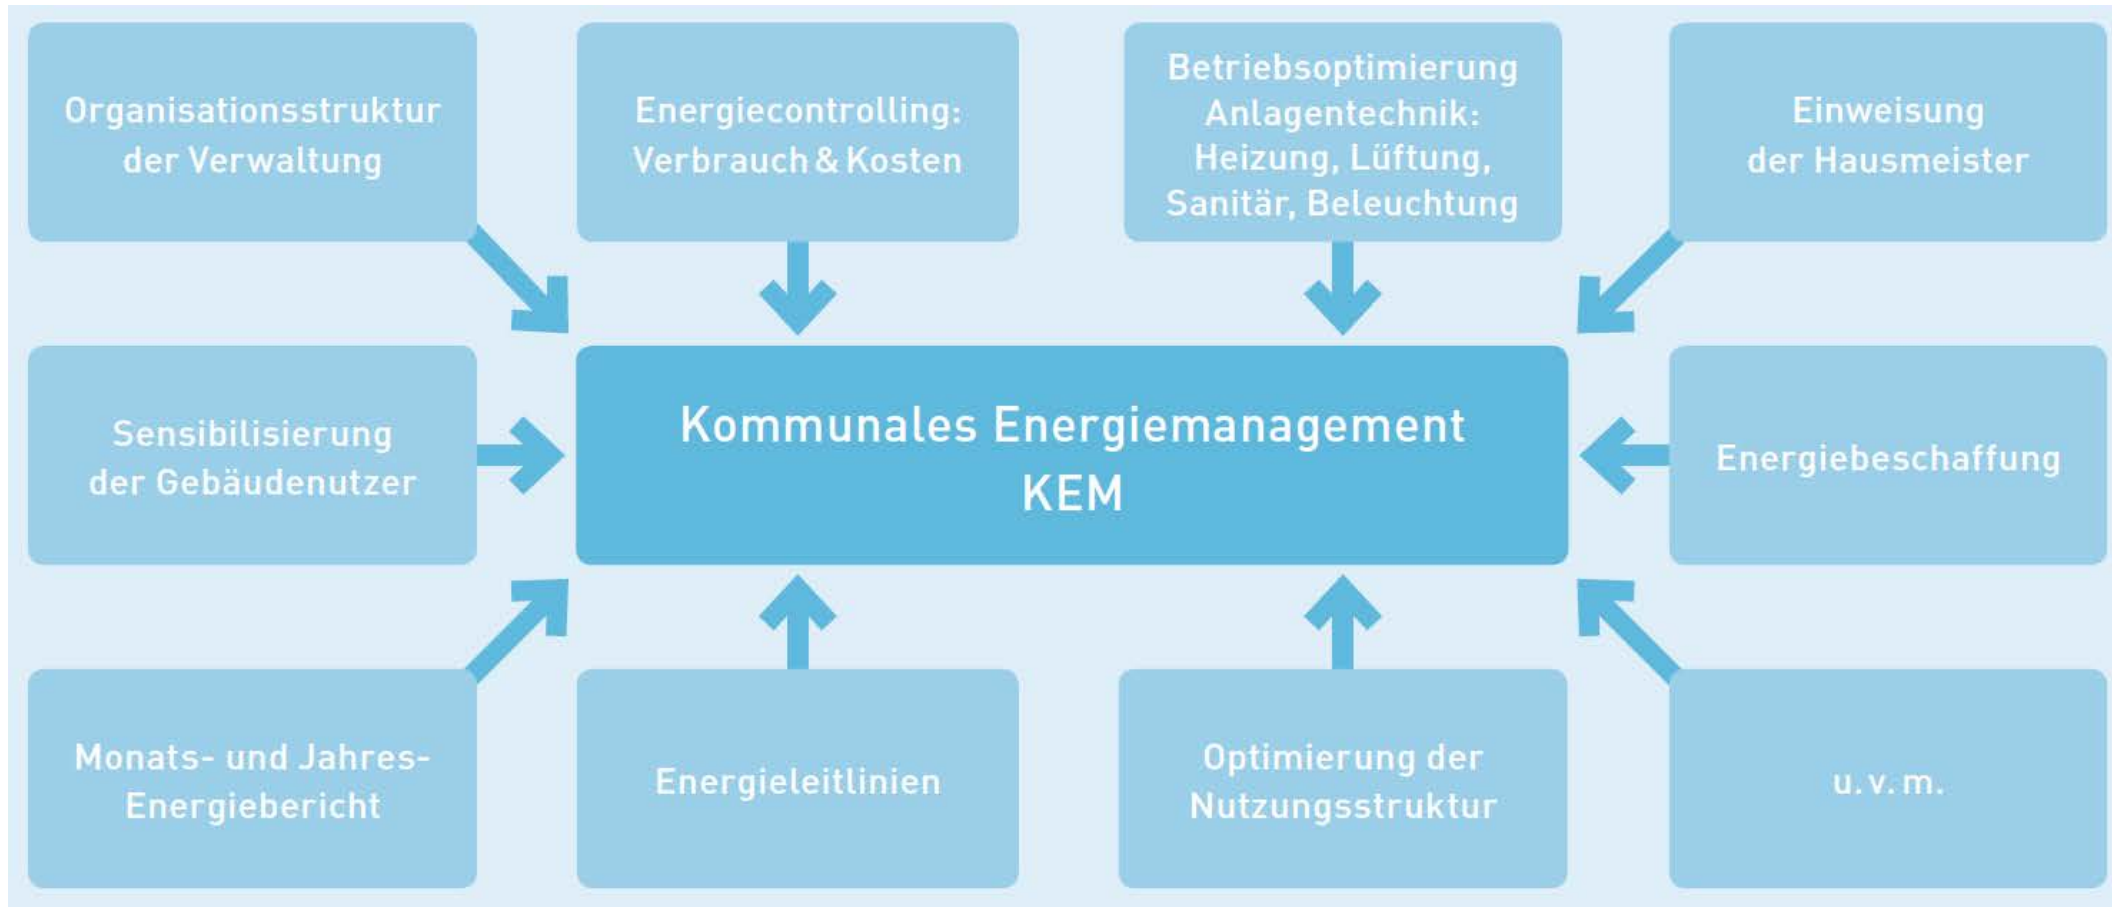 Organisationsstruktur
der Verwaltung
Energiecontrolling:
Verbrauch & Kosten
Betriebsoptimierung
Anlagentechnik:
Heizung, Lüftung,
Sanitär, Beleuchtung
Einweisung
der Hausmeister
Sensibilisierung
der Gebäudenutzer
Kommunales Energiemanagement
KEM
Energiebeschaffung
Monats- und Jahres-
Energiebericht
Energieleitlinien
Optimierung der
Nutzungsstruktur
u. v. m.